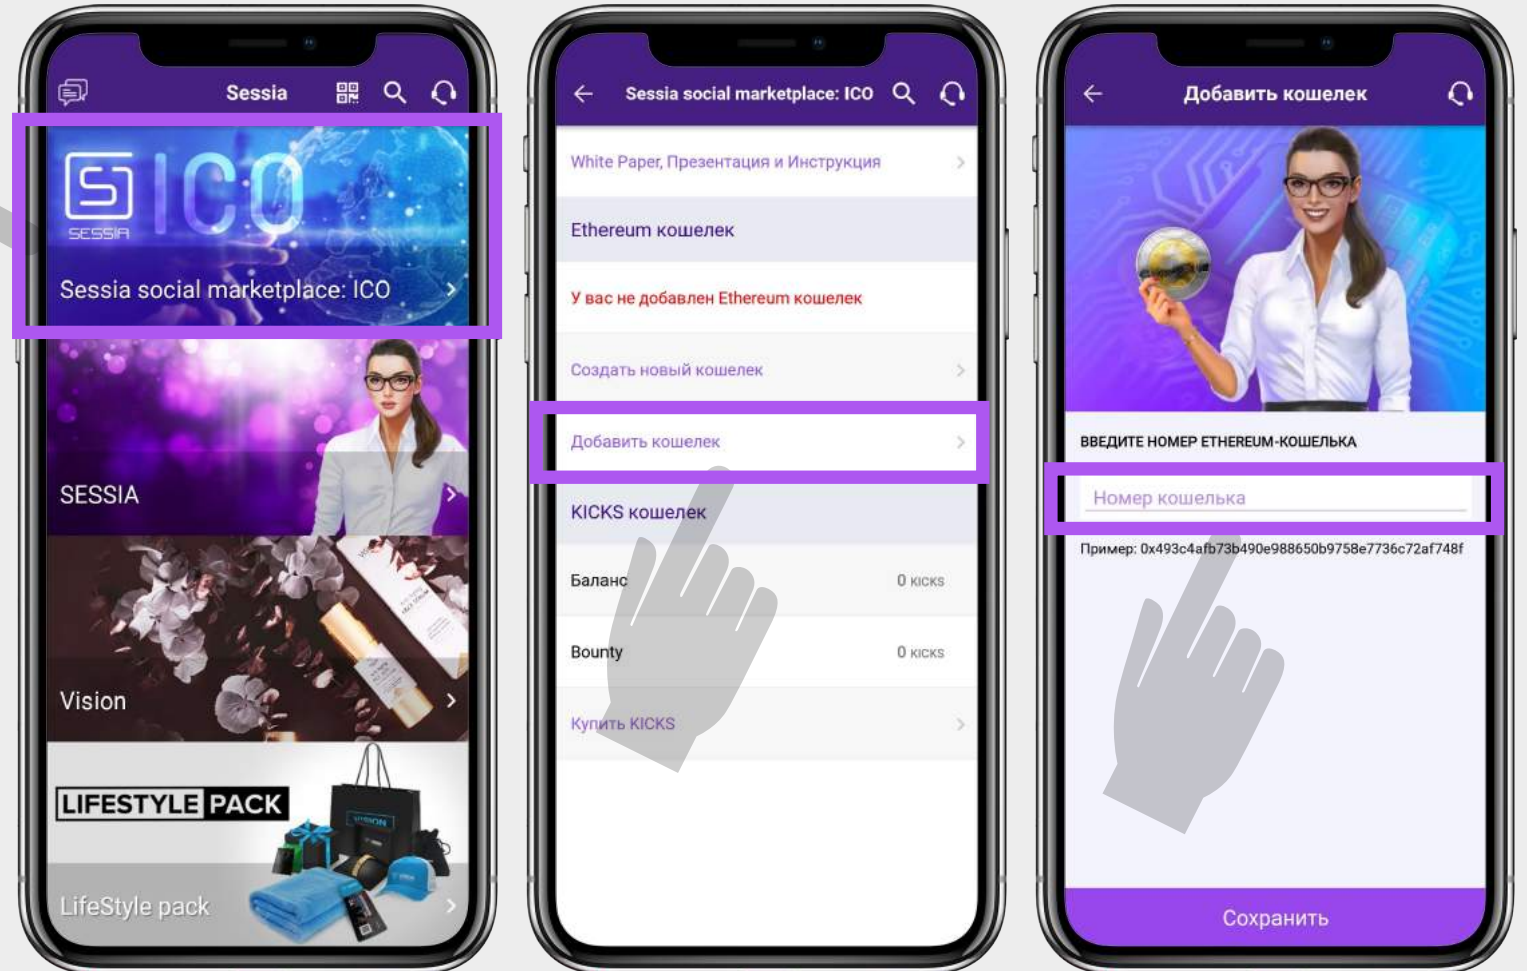 Sessia
ICO
SESSIA
Sessia social marketplace: ICO
SESSIA
Vision
LIFESTYLE PACK
LifeStyle pack
Sessia social marketplace: ICO
White Paper, Презентация и Инструкция
Ethereum кошелек
У вас не добавлен Ethereum кошелек
Создать новый кошелек
Добавить кошелек
KICKS кошелек
Баланс 0 KICKS
Bounty 0 KICKS
Купить KICKS
Добавить кошелек
ВВЕДИТЕ НОМЕР ETHEREUM-КОШЕЛЬКА
Номер кошелька
Пример: 0x493c4afb73b490e988650b9758e7736c72af748f
Сохранить